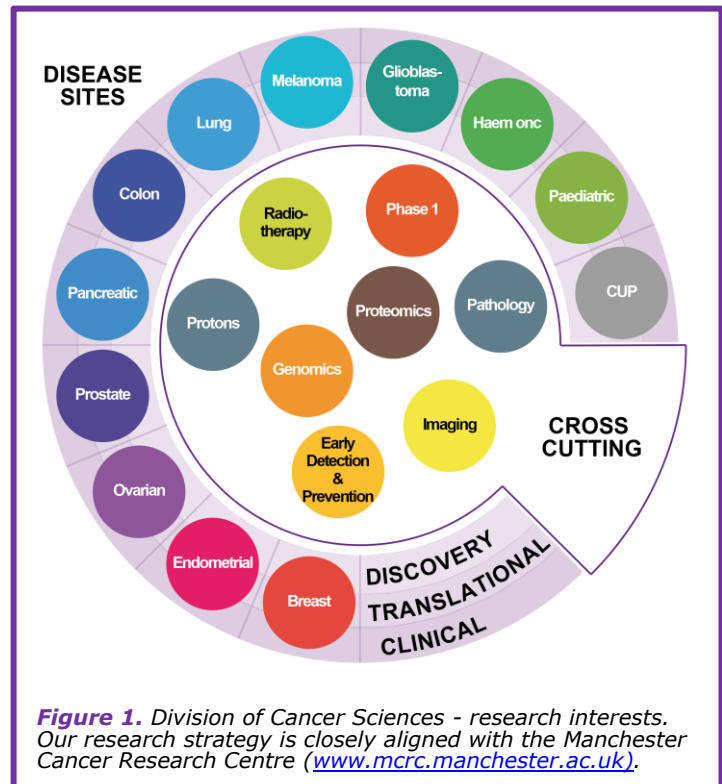 DISEASE
SITES
Melanoma
Glioblas-
toma
Lung
Haem onc
Colon
Paediatric
Radio-
therapy
Phase 1
Pancreatic
CUP
Protons
Proteomics
Pathology
Genomics
Prostate
Imaging
CROSS
CUTTING
Early
Detection
&
Prevention
Ovarian
Endometrial
Breast
DISCOVERY
TRANSLATIONAL
CLINICAL
Figure 1. Division of Cancer Sciences - research interests.
Our research strategy is closely aligned with the Manchester
Cancer Research Centre (www.mcrc.manchester.ac.uk).